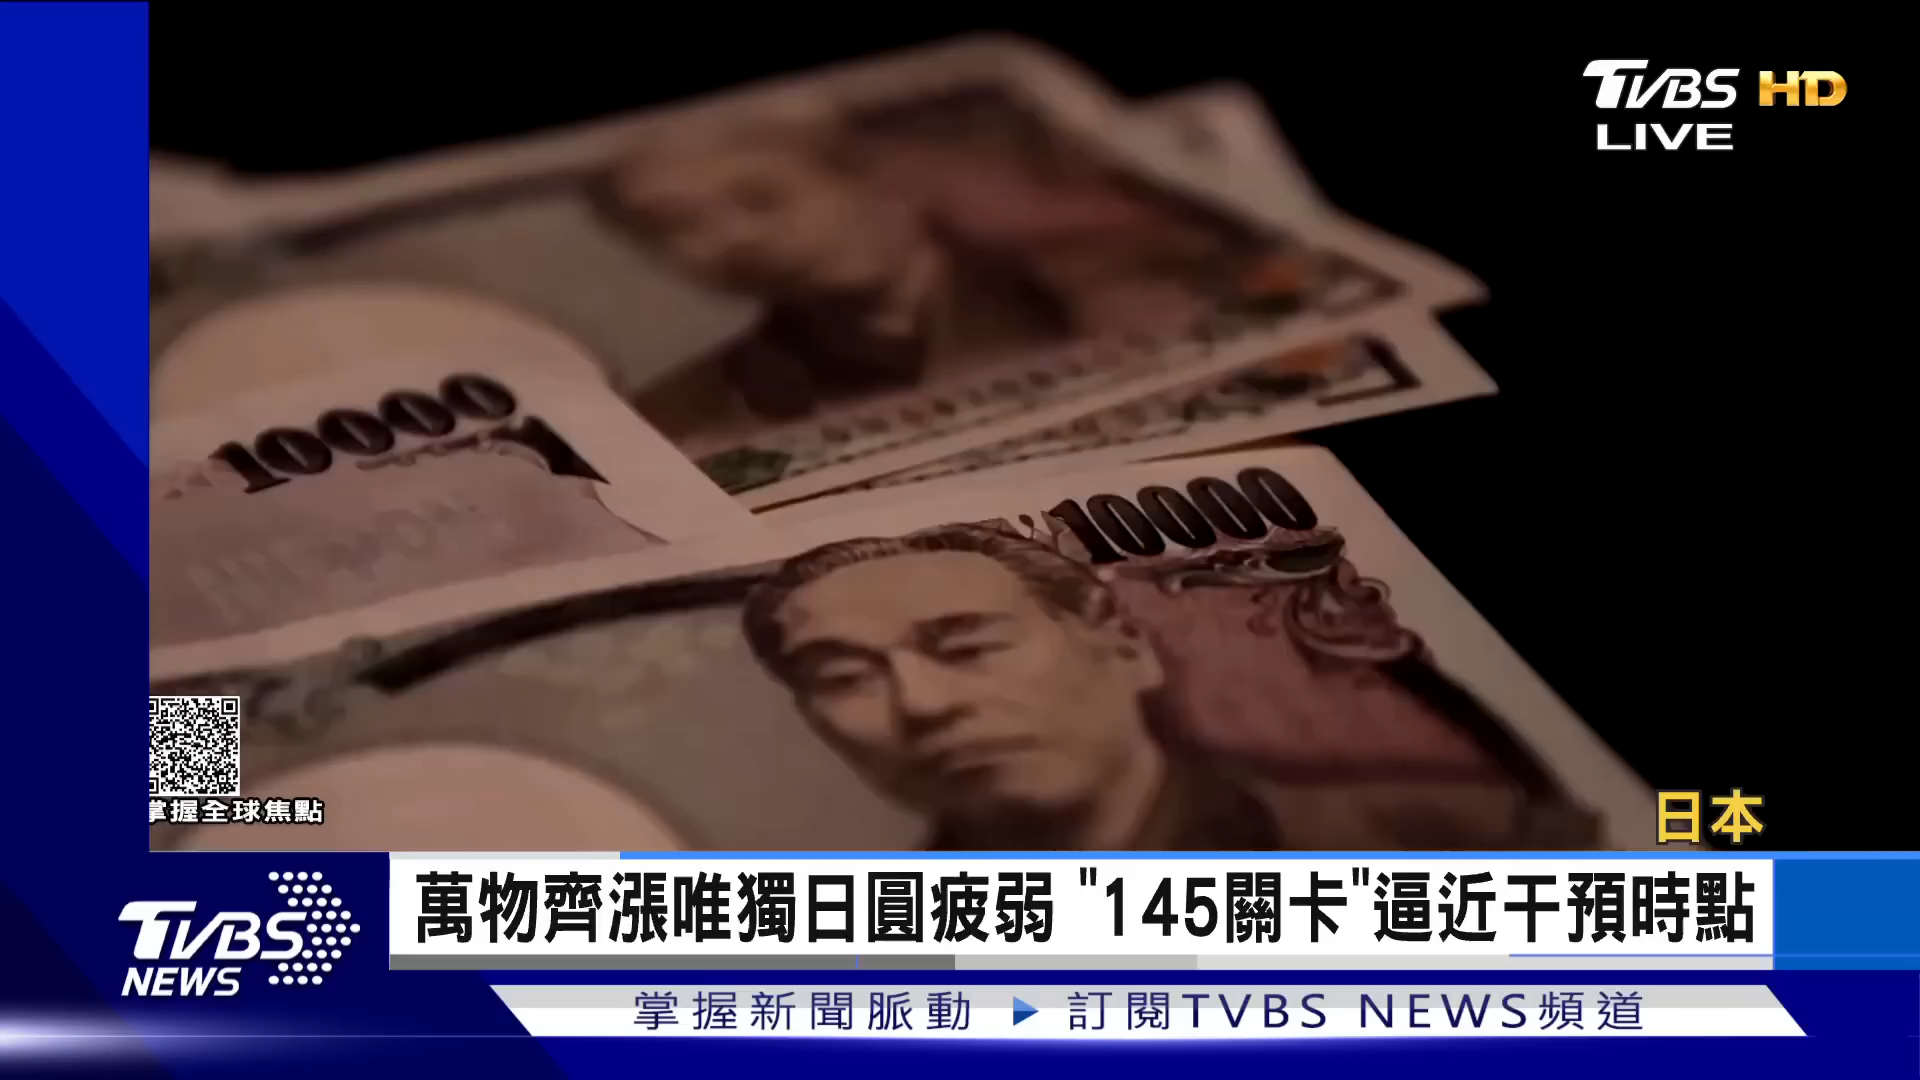 TVBS HD
LIVE
10000
10000
掌握全球焦點
日本
萬物齊漲唯獨日圓疲弱 "145關卡"逼近干預時點
TVBS
NEWS
掌握新聞脈動 ▶ 訂閱TVBS NEWS頻道